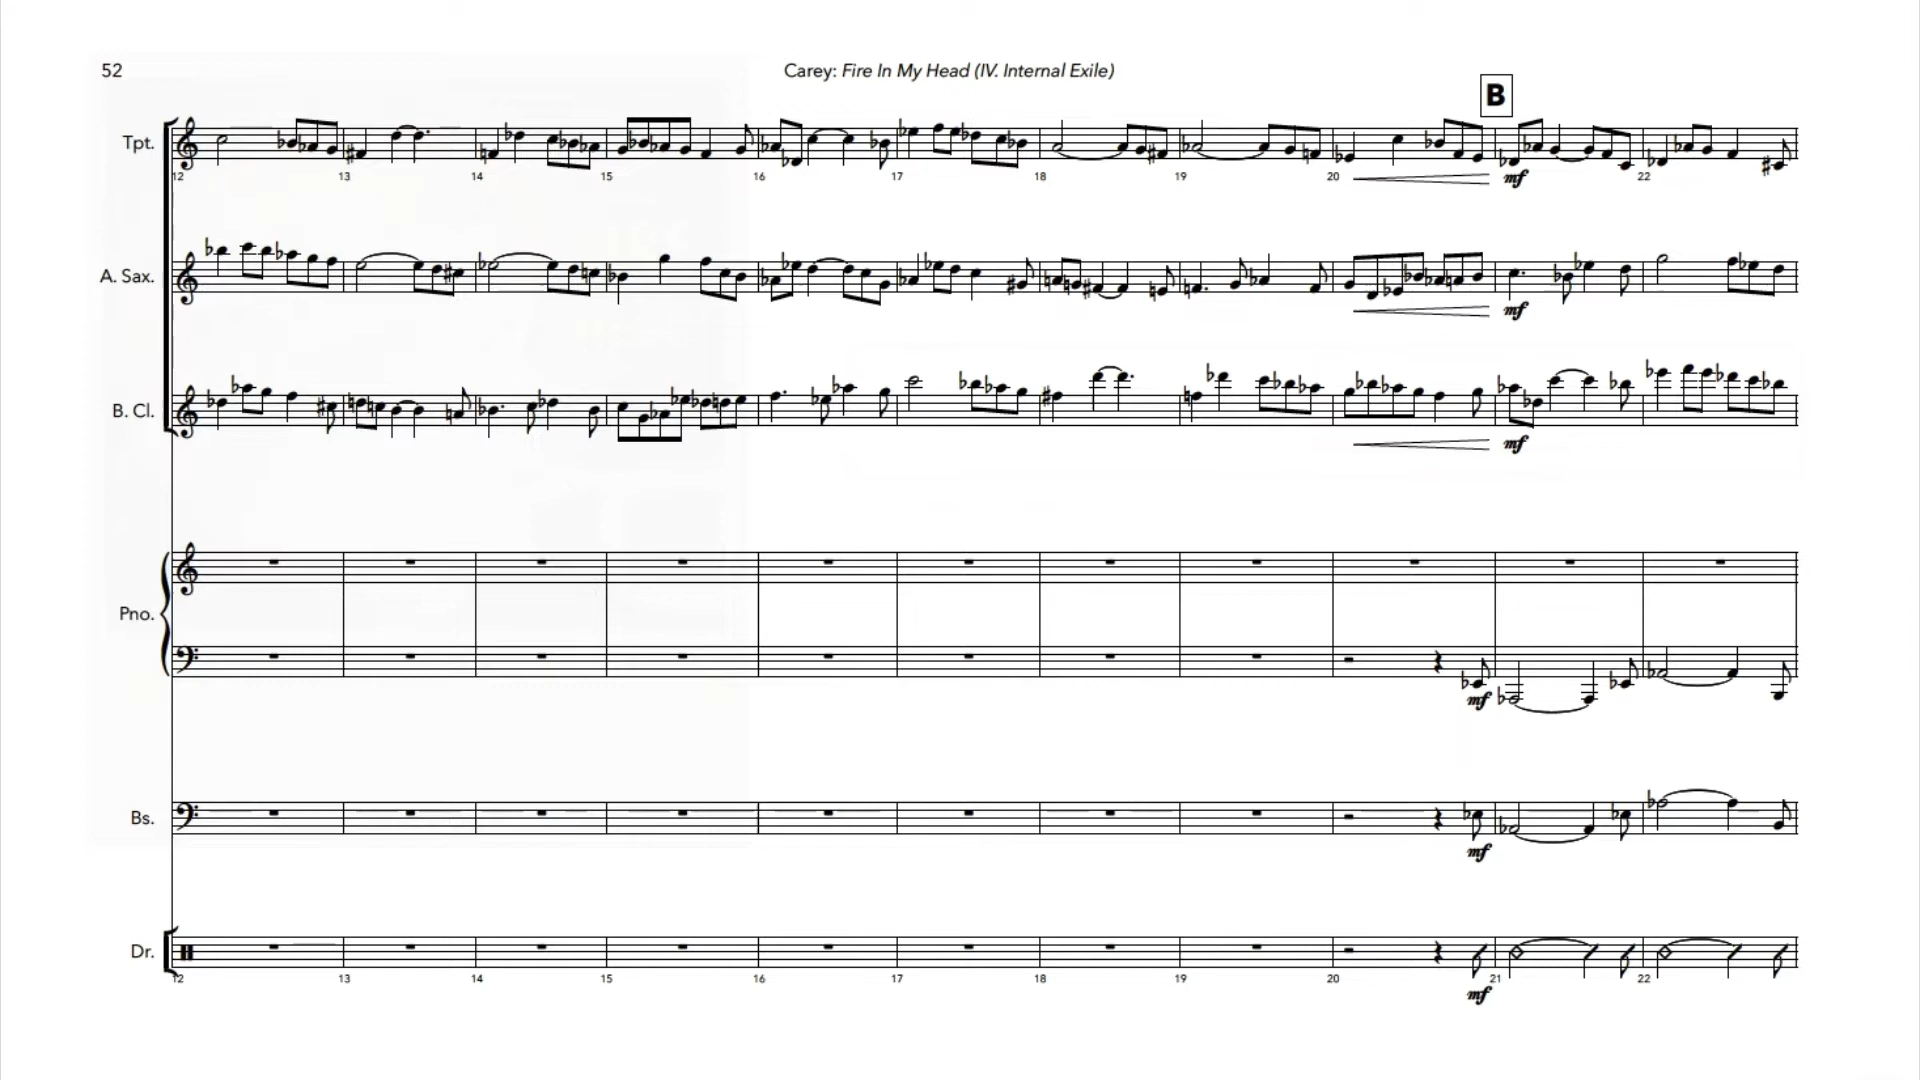 52
Carey: Fire In My Head (IV. Internal Exile)
B
Tpt.
12 13 14 15 16 17 18 19 20 mf 22
A. Sax.
mf
B. Cl.
mf
Pno.
mf
Bs.
mf
Dr.
12 13 14 15 16 17 18 19 20 21 22
mf